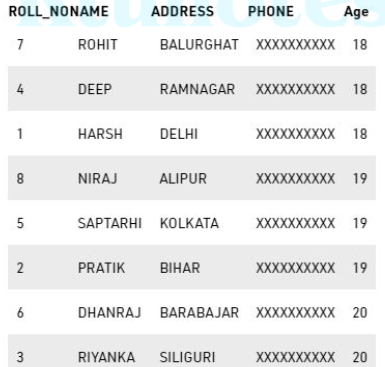 ROLL_NONAME ADDRESS PHONE Age
7 ROHIT BALURGHAT XXXXXXXXXX 18
4 DEEP RAMNAGAR XXXXXXXXXX 18
1 HARSH DELHI XXXXXXXXXX 18
8 NIRAJ ALIPUR XXXXXXXXXX 19
5 SAPTARHI KOLKATA XXXXXXXXXX 19
2 PRATIK BIHAR XXXXXXXXXX 19
6 DHANRAJ BARABAJAR XXXXXXXXXX 20
3 RIYANKA SILIGURI XXXXXXXXXX 20